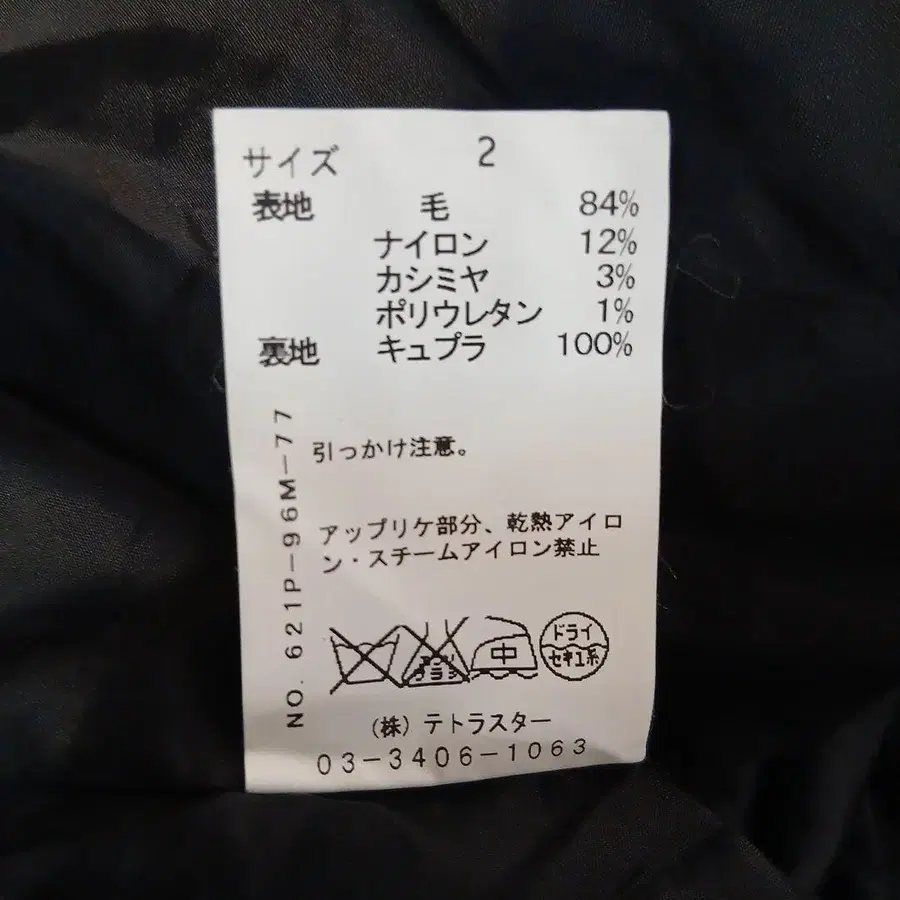 サイズ 2
表地 毛 84%
ナイロン 12%
カシミヤ 3%
ポリウレタン 1%
裏地 キュプラ 100%
NO. 621P-96M-77
引っかけ注意。
アップリケ部分、乾熱アイロ
ン・スチームアイロン禁止
中
ドライ
セキユ系
(株) テトラスター
03-3406-1063